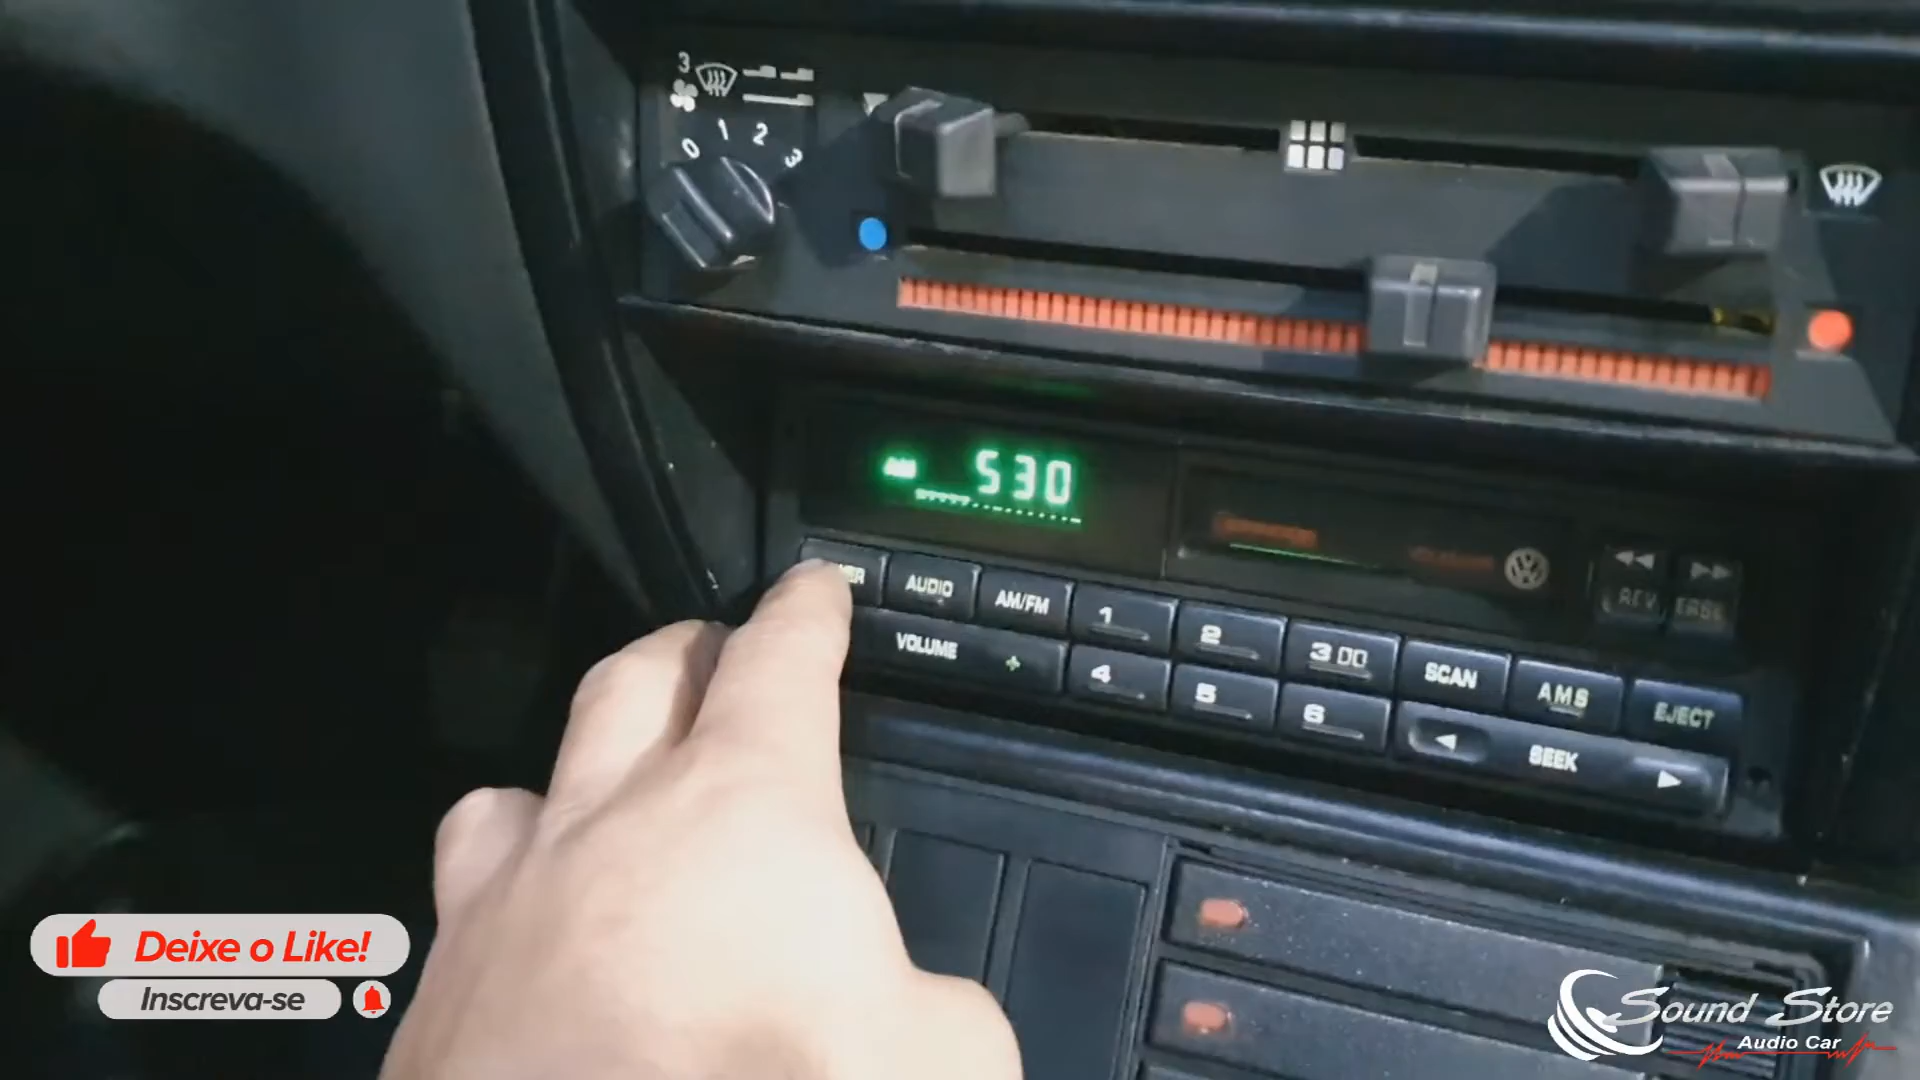 3
0 1 2 3
AM 530
AUDIO
AM/FM
1
2
3
SCAN
AMS
EJECT
VOLUME +
4
5
6
SEEK
Deixe o Like!
Inscreva-se
Sound Store
Audio Car